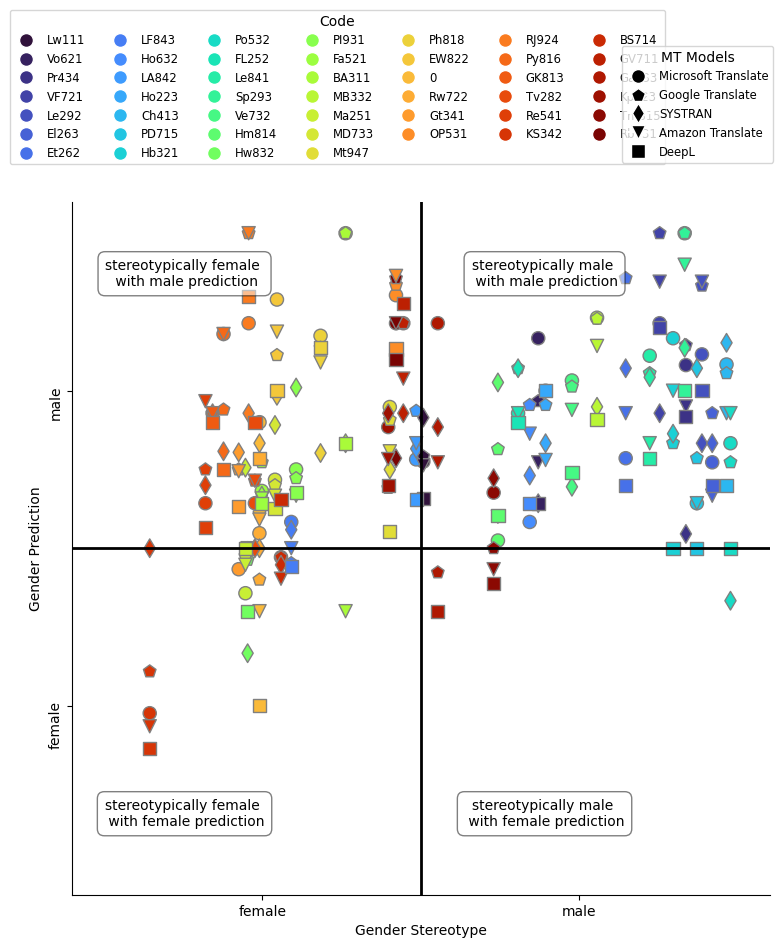 Code
Lw111 LF843 Po532 PI931 Ph818 RJ924 BS714
Vo621 Ho632 FL252 Fa521 EW822 Py816 GV711
Pr434 LA842 Le841 BA311 0 GK813
VF721 Ho223 Sp293 MB332 Rw722 Tv282
Le292 Ch413 Ve732 Ma251 Gt341 Re541
El263 PD715 Hm814 MD733 OP531 KS342
Et262 Hb321 Hw832 Mt947
MT Models
Microsoft Translate
Google Translate
SYSTRAN
Amazon Translate
DeepL
stereotypically female
with male prediction
stereotypically male
with male prediction
male
Gender Prediction
female
stereotypically female
with female prediction
stereotypically male
with female prediction
female
male
Gender Stereotype